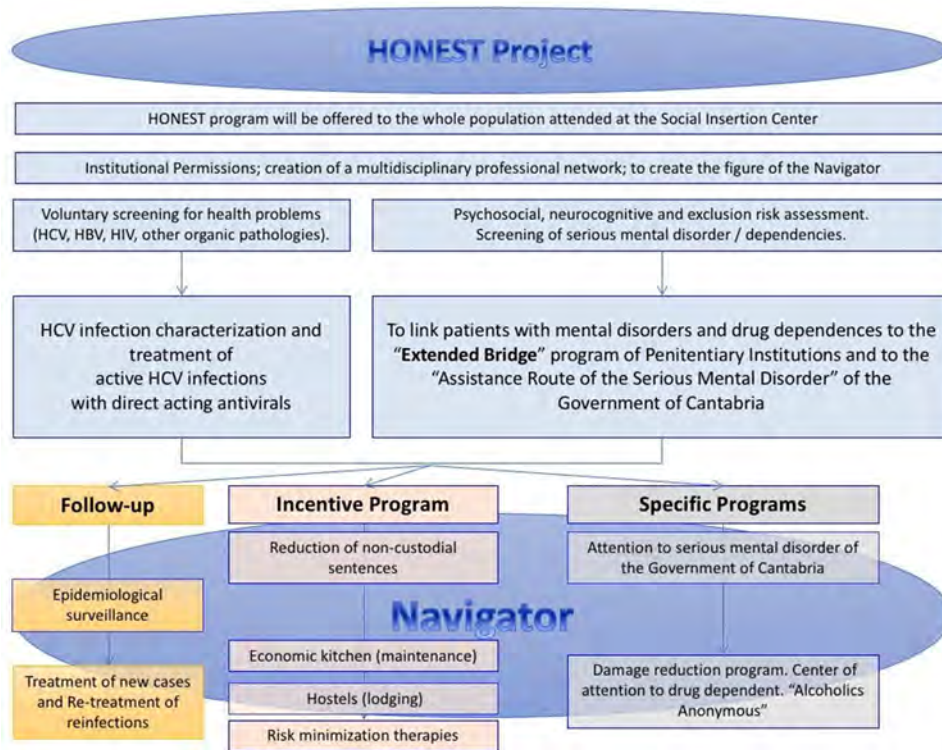 HONEST Project
HONEST program will be offered to the whole population attended at the Social Insertion Center
Institutional Permissions; creation of a multidisciplinary professional network; to create the figure of the Navigator
Voluntary screening for health problems
(HCV, HBV, HIV, other organic pathologies).
Psychosocial, neurocognitive and exclusion risk assessment.
Screening of serious mental disorder / dependencies.
HCV infection characterization and
treatment of
active HCV infections
with direct acting antivirals
To link patients with mental disorders and drug dependences to the
“Extended Bridge” program of Penitentiary Institutions and to the
“Assistance Route of the Serious Mental Disorder” of the
Government of Cantabria
Follow-up
Epidemiological
surveillance
Treatment of new cases
and Re-treatment of
reinfections
Incentive Program
Reduction of non-custodial
sentences
Navigator
Economic kitchen (maintenance)
Hostels (lodging)
Risk minimization therapies
Specific Programs
Attention to serious mental disorder of
the Government of Cantabria
Damage reduction program. Center of
attention to drug dependent. “Alcoholics
Anonymous”